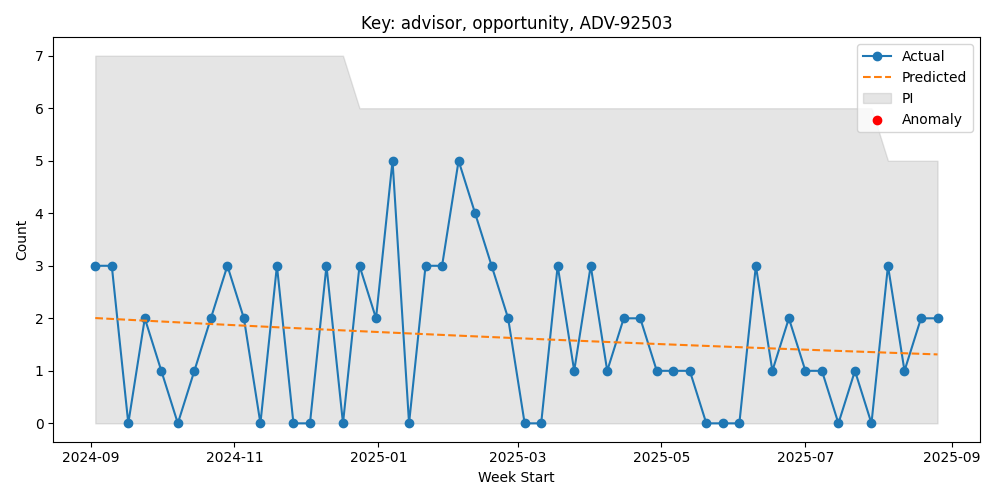 Key: advisor, opportunity, ADV-92503
Actual
Predicted
PI
Anomaly
7
6
5
4
3
2
1
0
Count
2024-09
2024-11
2025-01
2025-03
2025-05
2025-07
2025-09
Week Start